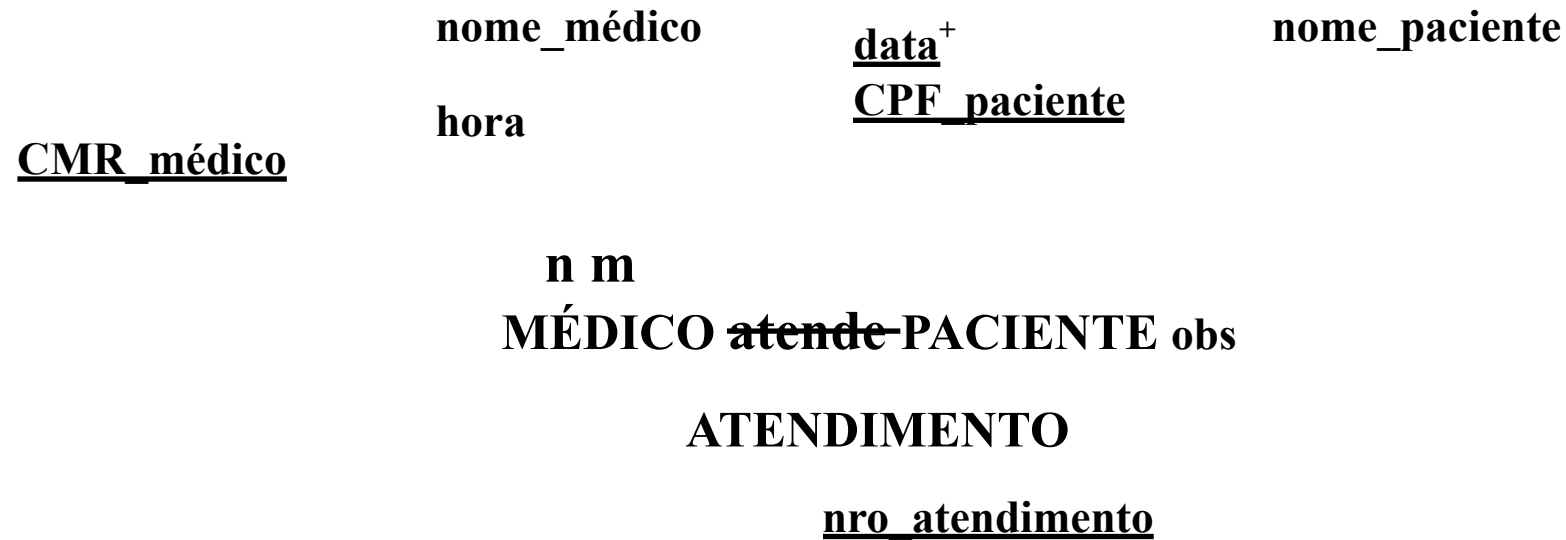 nome_médico
data+
nome_paciente
CPF_paciente
hora
CMR_médico
n m
MÉDICO atende PACIENTE obs
ATENDIMENTO
nro_atendimento